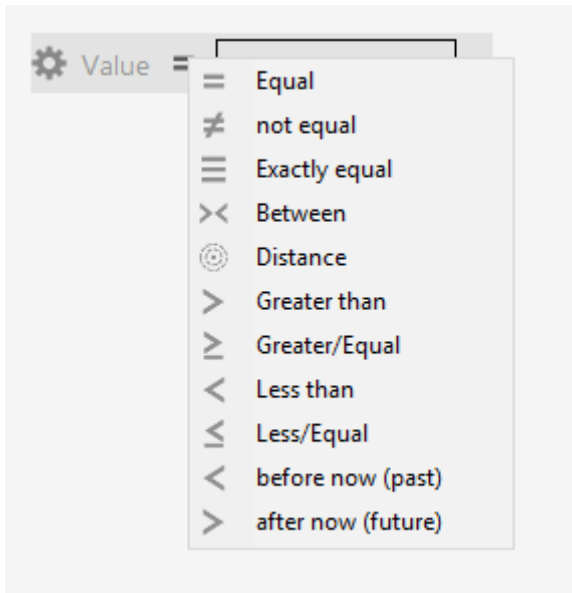 Value =
= Equal
≠ not equal
≡ Exactly equal
>< Between
Distance
> Greater than
≥ Greater/Equal
< Less than
≤ Less/Equal
< before now (past)
> after now (future)